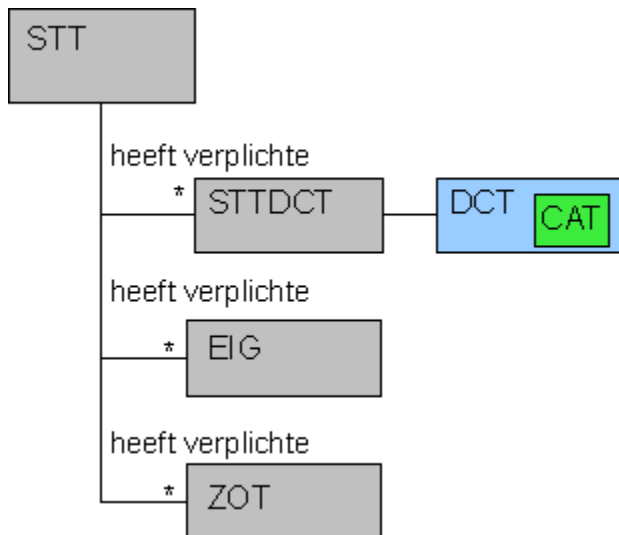 STT
heeft verplichte
* STTDCT DCT CAT
heeft verplichte
* EIG
heeft verplichte
* ZOT